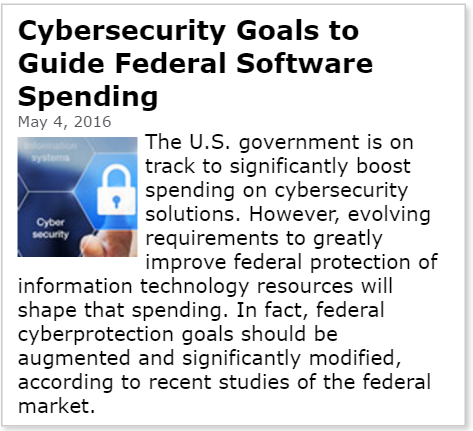 Cybersecurity Goals to
Guide Federal Software
Spending
May 4, 2016
Information
systems
Cyber
security
The U.S. government is on
track to significantly boost
spending on cybersecurity
solutions. However, evolving
requirements to greatly
improve federal protection of
information technology resources will
shape that spending. In fact, federal
cyberprotection goals should be
augmented and significantly modified,
according to recent studies of the federal
market.